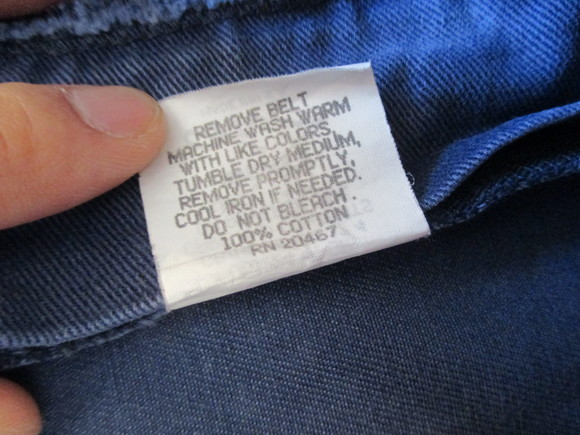 REMOVE BELT
MACHINE WASH WARM
WITH LIKE COLORS,
TUMBLE DRY MEDIUM,
REMOVE PROMPTLY,
COOL IRON IF NEEDED.
DO NOT BLEACH.
100% COTTON
RN 20467